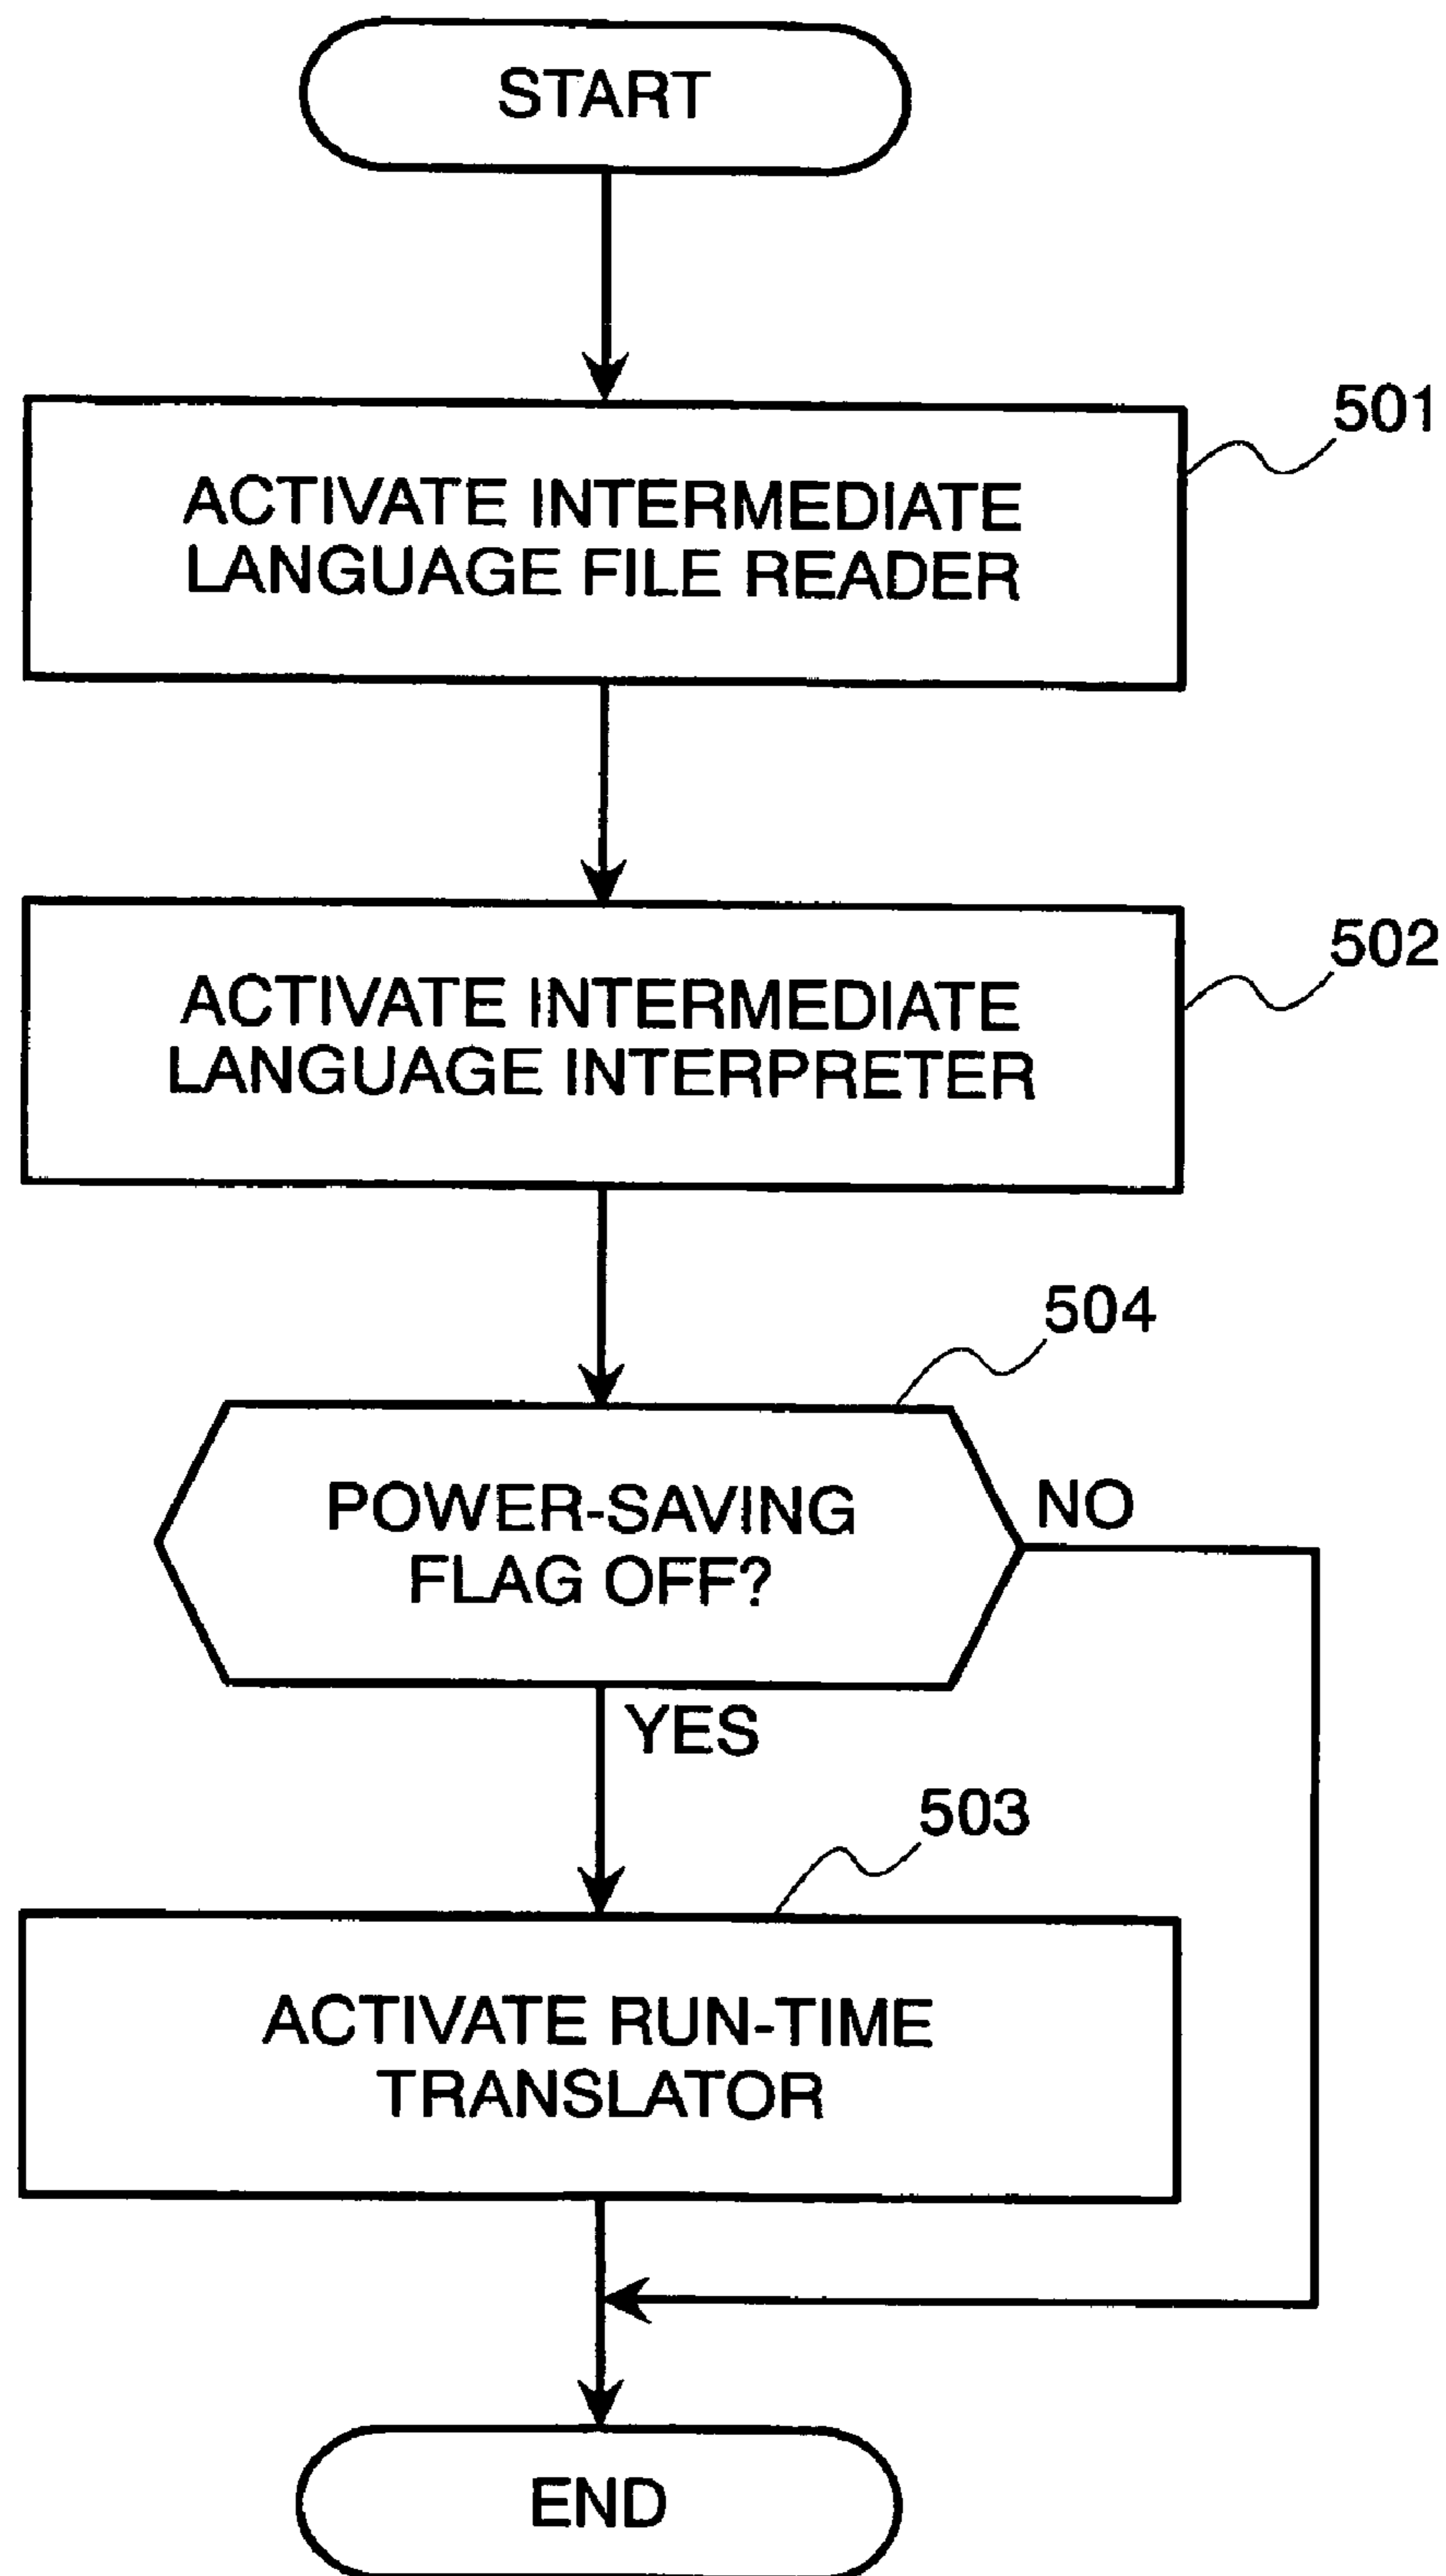 START
501
ACTIVATE INTERMEDIATE
LANGUAGE FILE READER
502
ACTIVATE INTERMEDIATE
LANGUAGE INTERPRETER
504
POWER-SAVING
FLAG OFF?
NO
YES
503
ACTIVATE RUN-TIME
TRANSLATOR
END